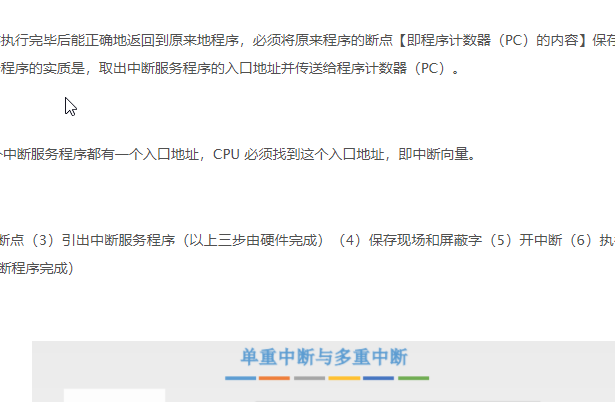 执行完毕后能正确地返回到原来地程序，必须将原来程序的断点【即程序计数器（PC）的内容】保存
程序的实质是，取出中断服务程序的入口地址并传送给程序计数器（PC）。
中断服务程序都有一个入口地址，CPU 必须找到这个入口地址，即中断向量。
断点（3）引出中断服务程序（以上三步由硬件完成）（4）保存现场和屏蔽字（5）开中断（6）执
断程序完成）
单重中断与多重中断